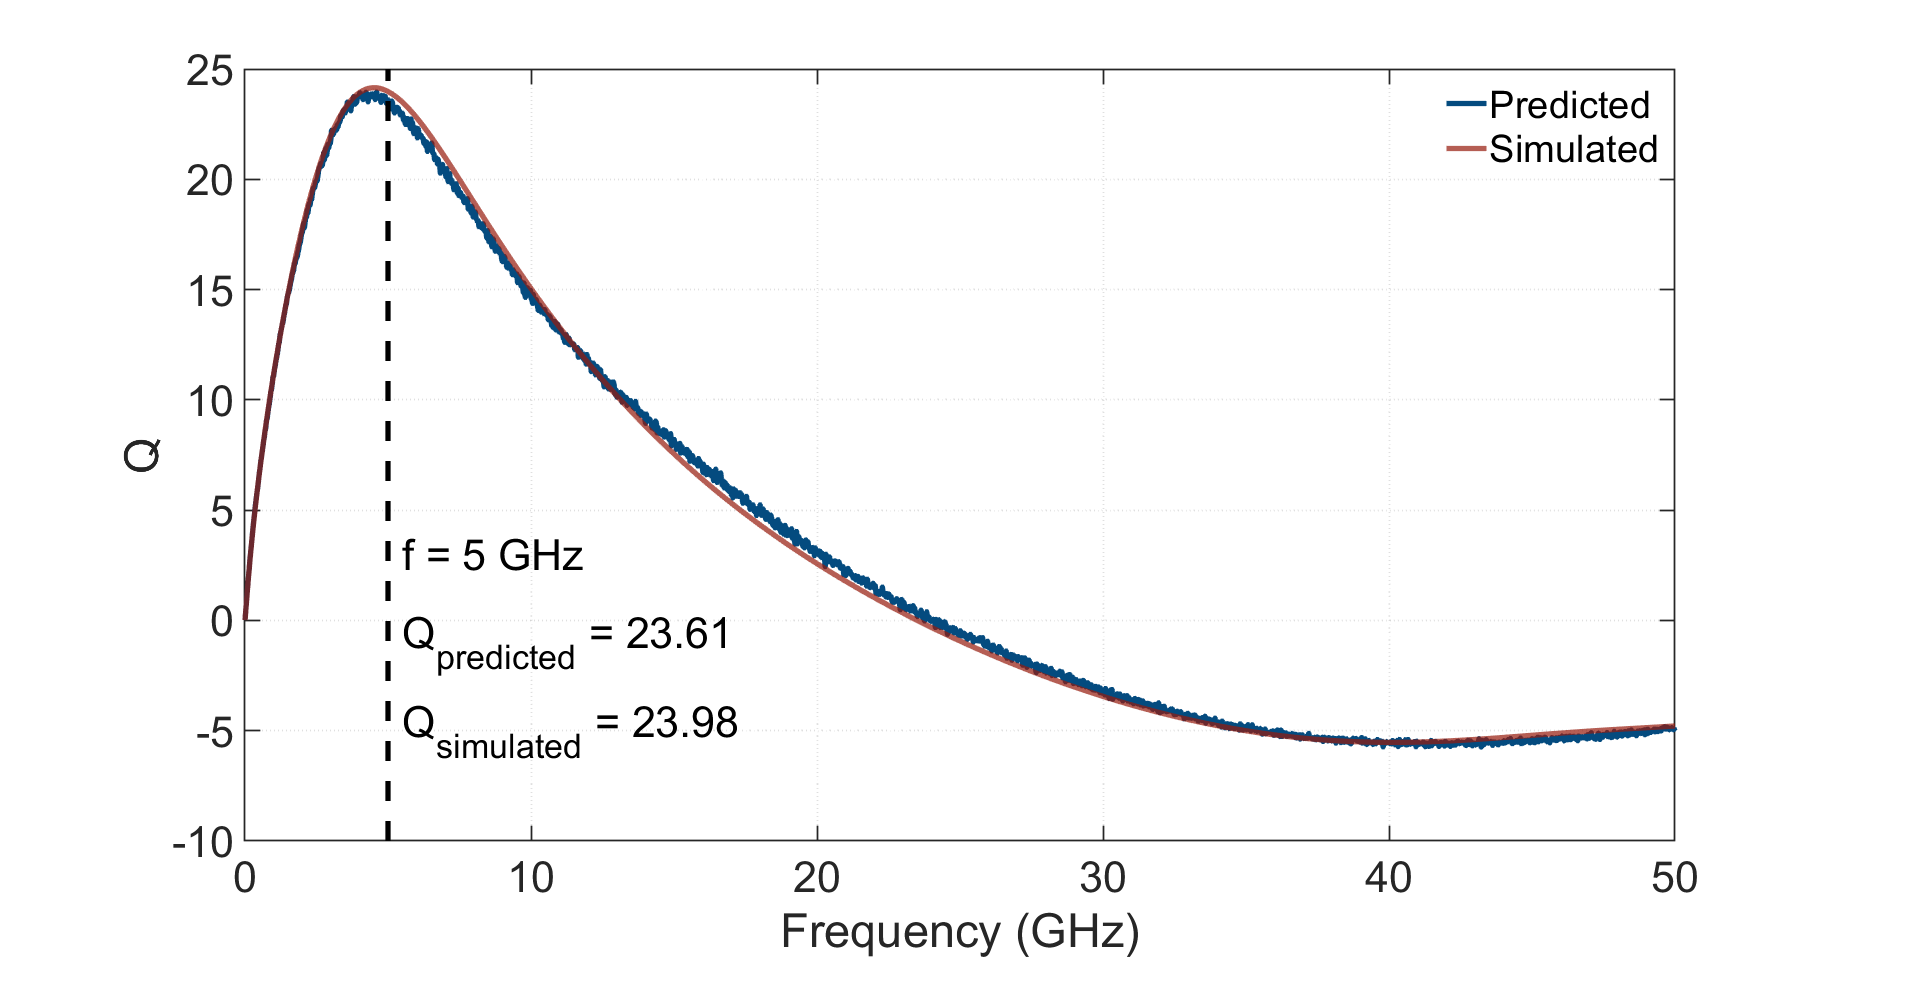 25
20
15
10
5
0
-5
-10
Q
Predicted
Simulated
f = 5 GHz
Qpredicted = 23.61
Qsimulated = 23.98
0 10 20 30 40 50
Frequency (GHz)